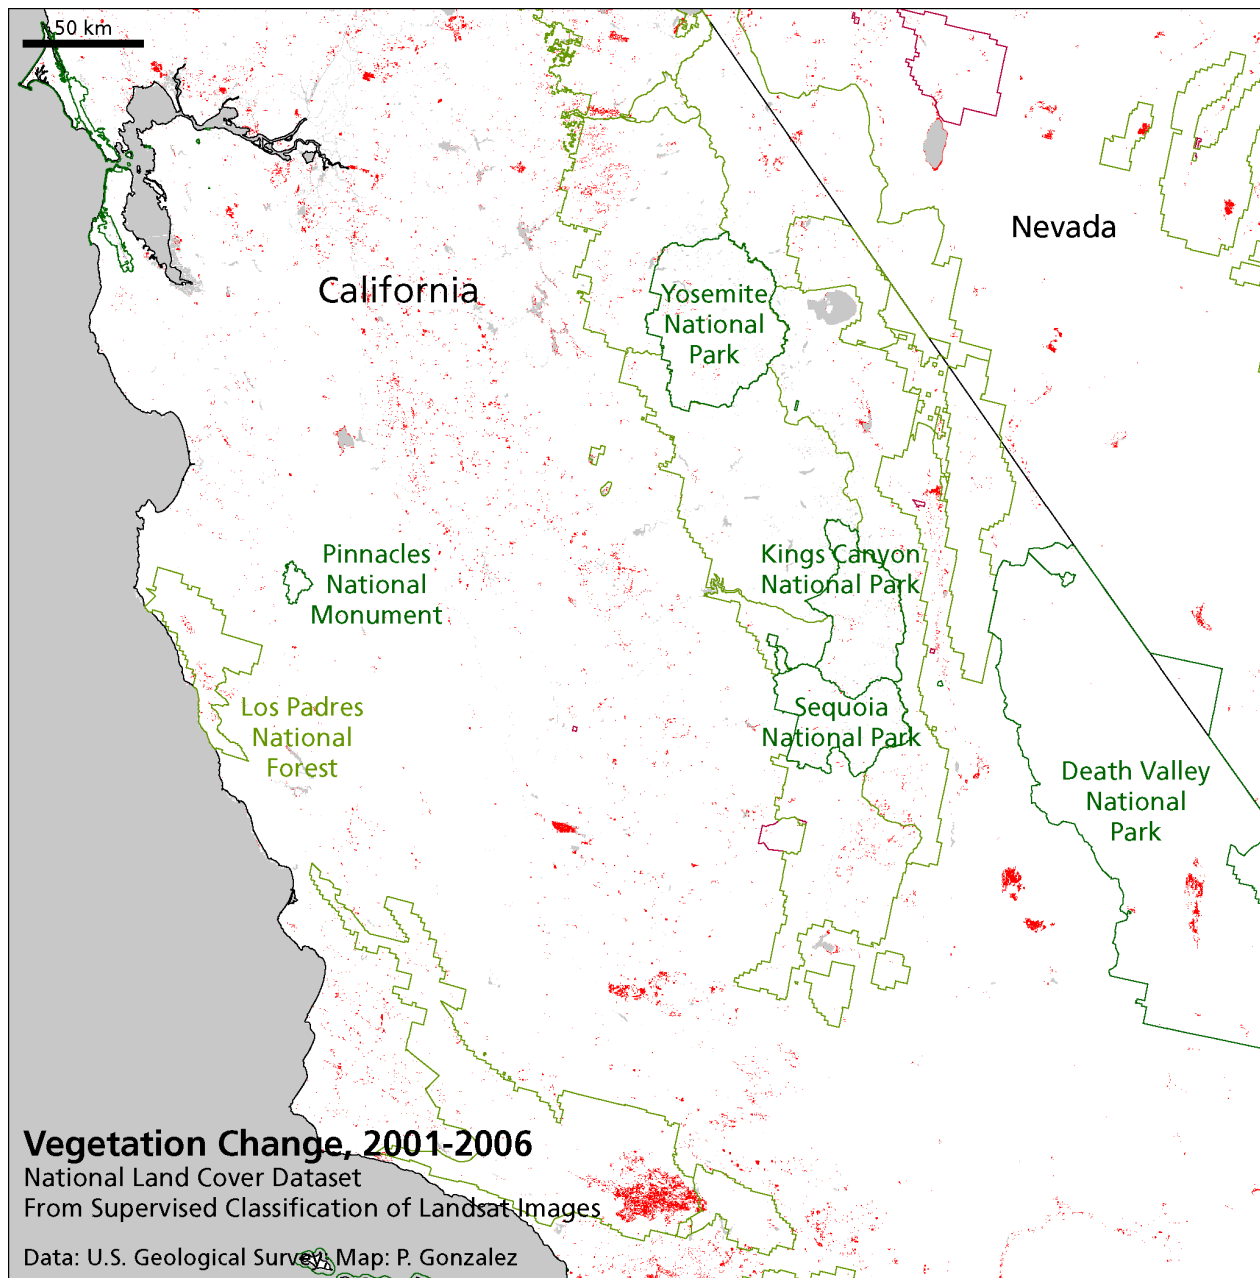 50 km
Nevada
California
Yosemite
National
Park
Pinnacles
National
Monument
Kings Canyon
National Park
Los Padres
National
Forest
Sequoia
National Park
Death Valley
National
Park
Vegetation Change, 2001-2006
National Land Cover Dataset
From Supervised Classification of Landsat Images
Data: U.S. Geological Survey; Map: P. Gonzalez